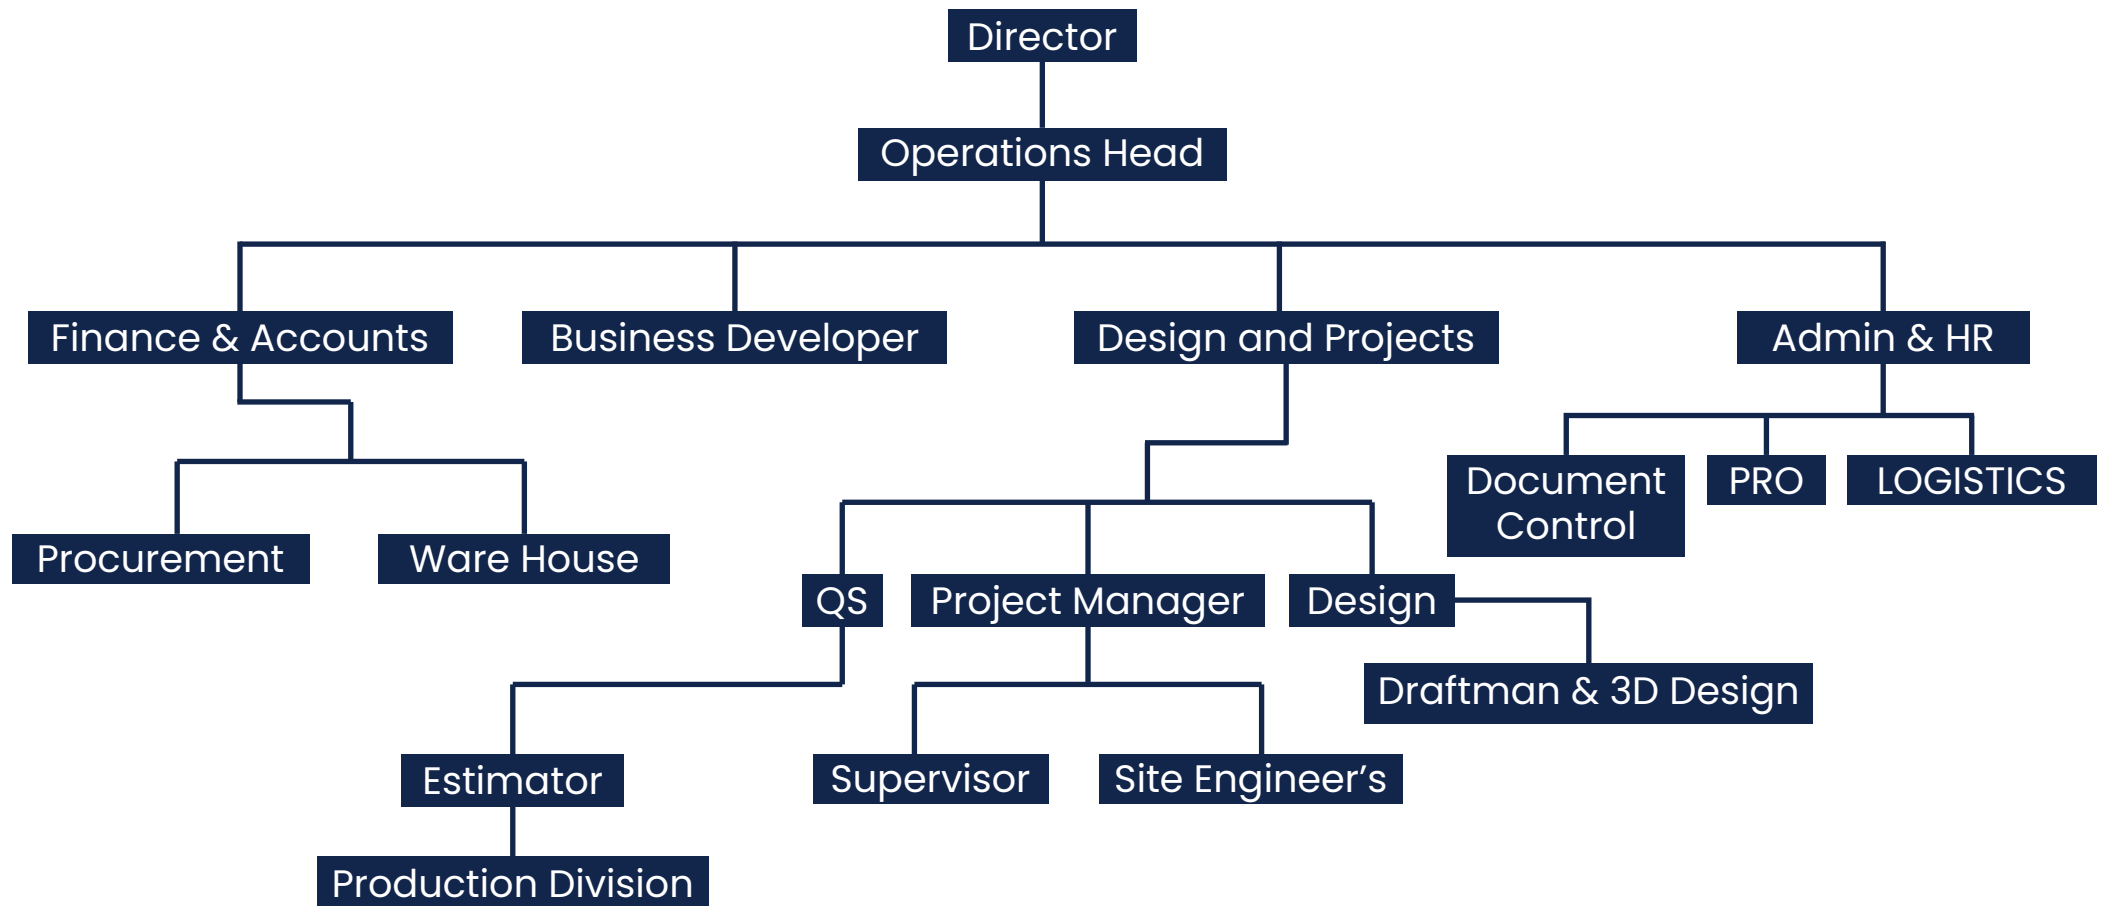 Director
Operations Head
Finance & Accounts
Business Developer
Design and Projects
Admin & HR
Document
Control
PRO
LOGISTICS
Procurement
Ware House
QS
Project Manager
Design
Draftman & 3D Design
Estimator
Supervisor
Site Engineer’s
Production Division